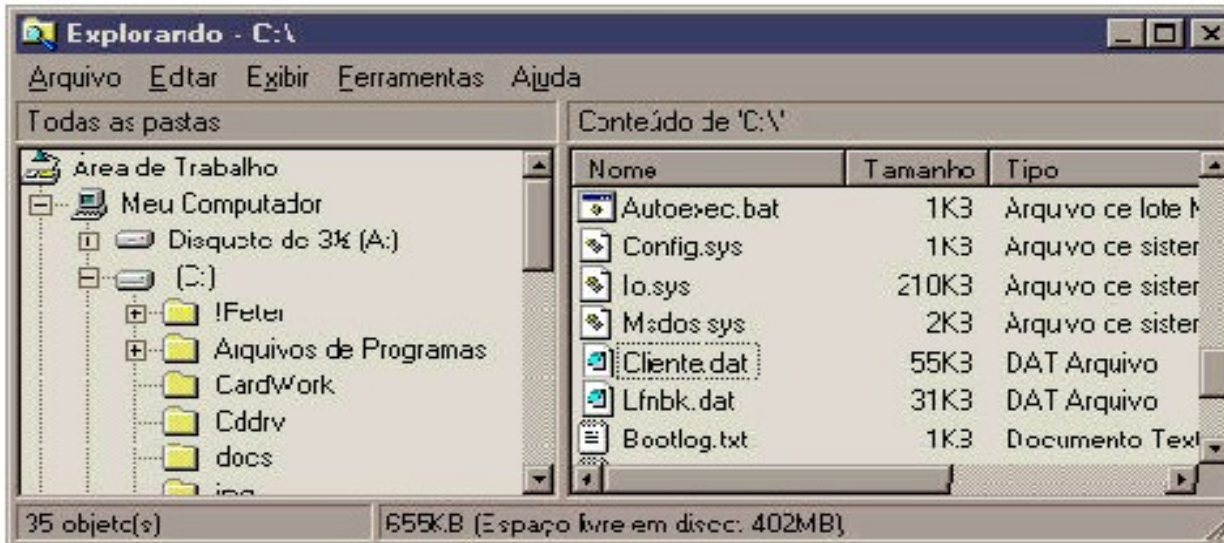 Explorando - C:\
Arquivo Editar Exibir Ferramentas Ajuda
Todas as pastas
Conteúdo de 'C:\'
Área de Trabalho
Meu Computador
Disquete de 3½ (A:)
(C:)
!Feter
Arquivos de Programas
CardWork
Cddrv
docs
Nome Tamanho Tipo
Autoexec.bat 1KB Arquivo de lote M
Config.sys 1KB Arquivo de sister
Io.sys 210KB Arquivo de sister
Msdos.sys 2KB Arquivo de sister
Cliente.dat 55KB DAT Arquivo
Lfnbk.dat 31KB DAT Arquivo
Bootlog.txt 1KB Documento Text
35 objeto(s) 655KB (Espaço livre em disco: 402MB)